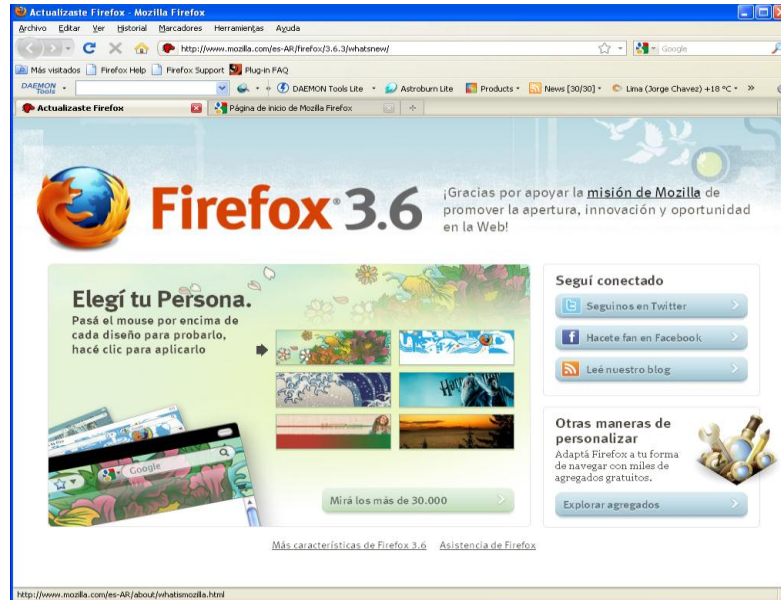 Actualizaste Firefox - Mozilla Firefox
Archivo Editar Ver Historial Marcadores Herramientas Ayuda
http://www.mozilla.com/es-AR/firefox/3.6.3/whatsnew/
Google
Más visitados Firefox Help Firefox Support Plug-in FAQ
DAEMON Tools DAEMON Tools Lite Astroburn Lite Products News [30/30] Lima (Jorge Chavez) +18 °C
Actualizaste Firefox Página de inicio de Mozilla Firefox
Firefox® 3.6
¡Gracias por apoyar la misión de Mozilla de
promover la apertura, innovación y oportunidad
en la Web!
Elegí tu Persona.
Pasá el mouse por encima de
cada diseño para probarlo,
hacé clic para aplicarlo
Harry
Google
Mirá los más de 30.000
Seguí conectado
Seguinos en Twitter
Hacete fan en Facebook
Leé nuestro blog
Otras maneras de
personalizar
Adaptá Firefox a tu forma
de navegar con miles de
agregados gratuitos.
Explorar agregados
Más características de Firefox 3.6 Asistencia de Firefox
http://www.mozilla.com/es-AR/about/whatismozilla.html